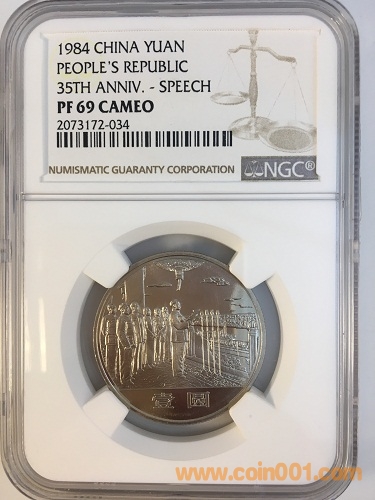 1984 CHINA YUAN
PEOPLE'S REPUBLIC
35TH ANNIV. - SPEECH
PF 69 CAMEO
2073172-034
NUMISMATIC GUARANTY CORPORATION
NGC®
壹圆
www.coin001.com